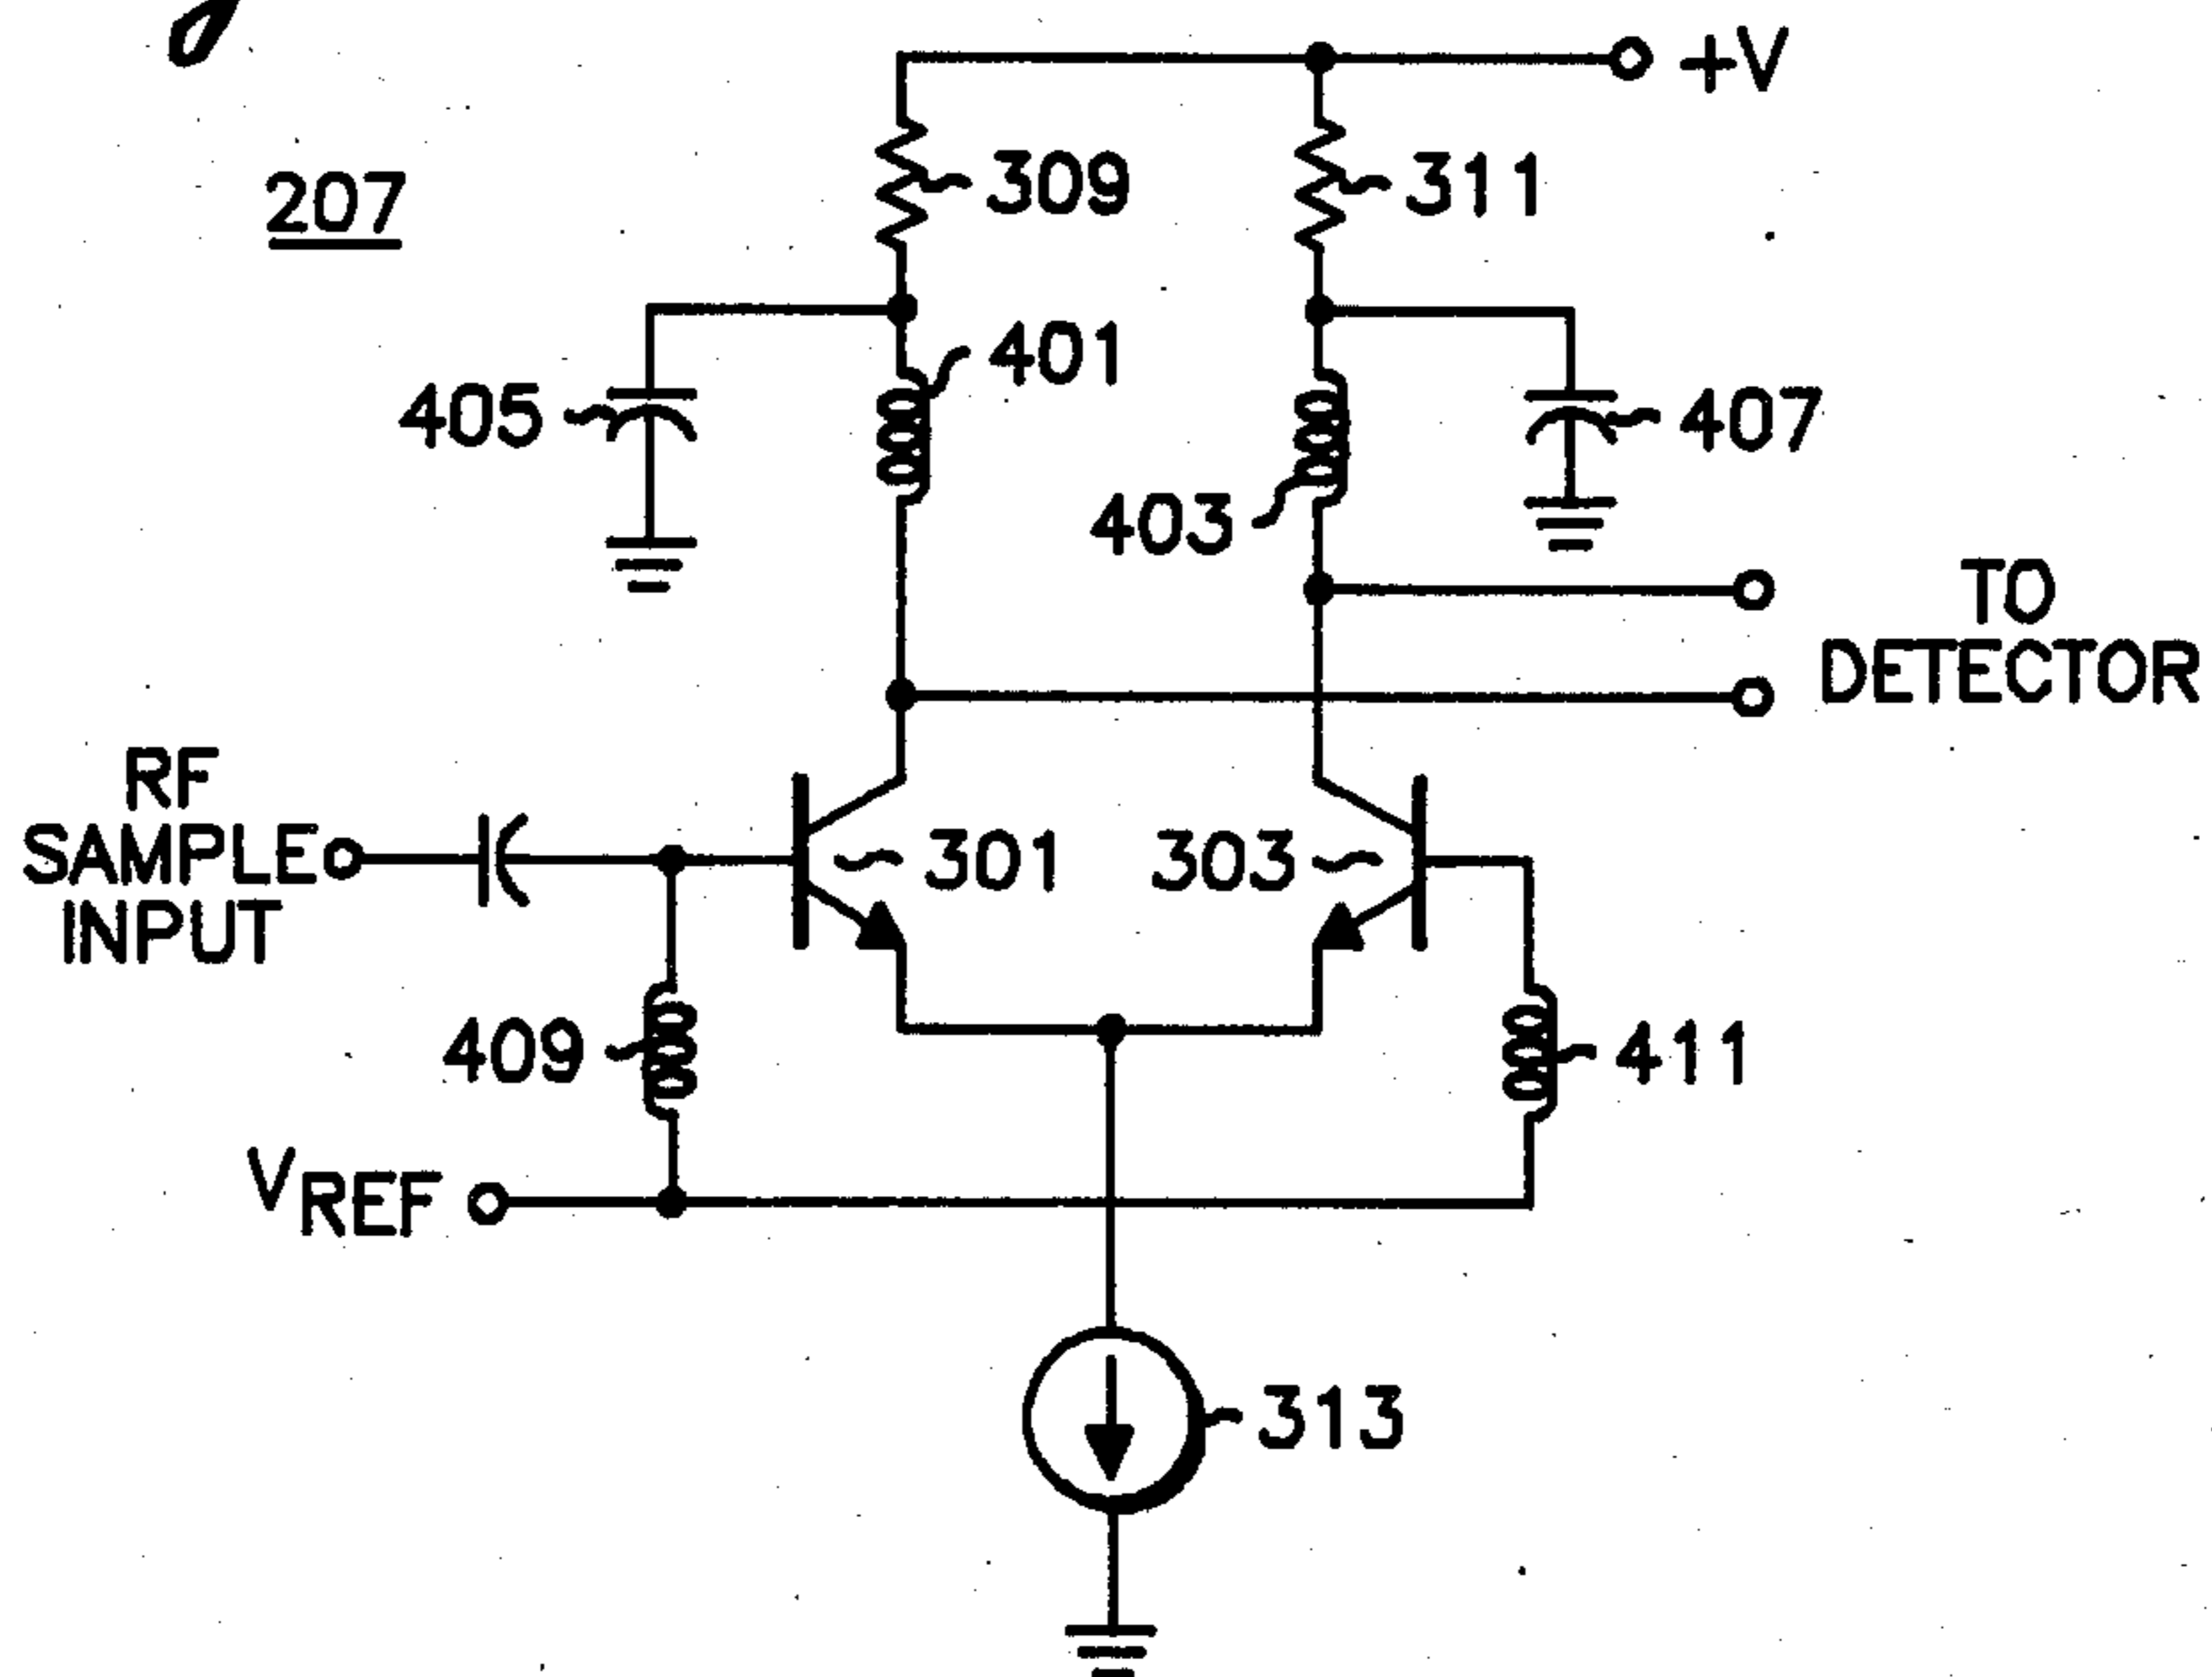 +V
207
309
311
401
405
407
403
TO
DETECTOR
RF
SAMPLE
INPUT
301
303
409
411
VREF
313